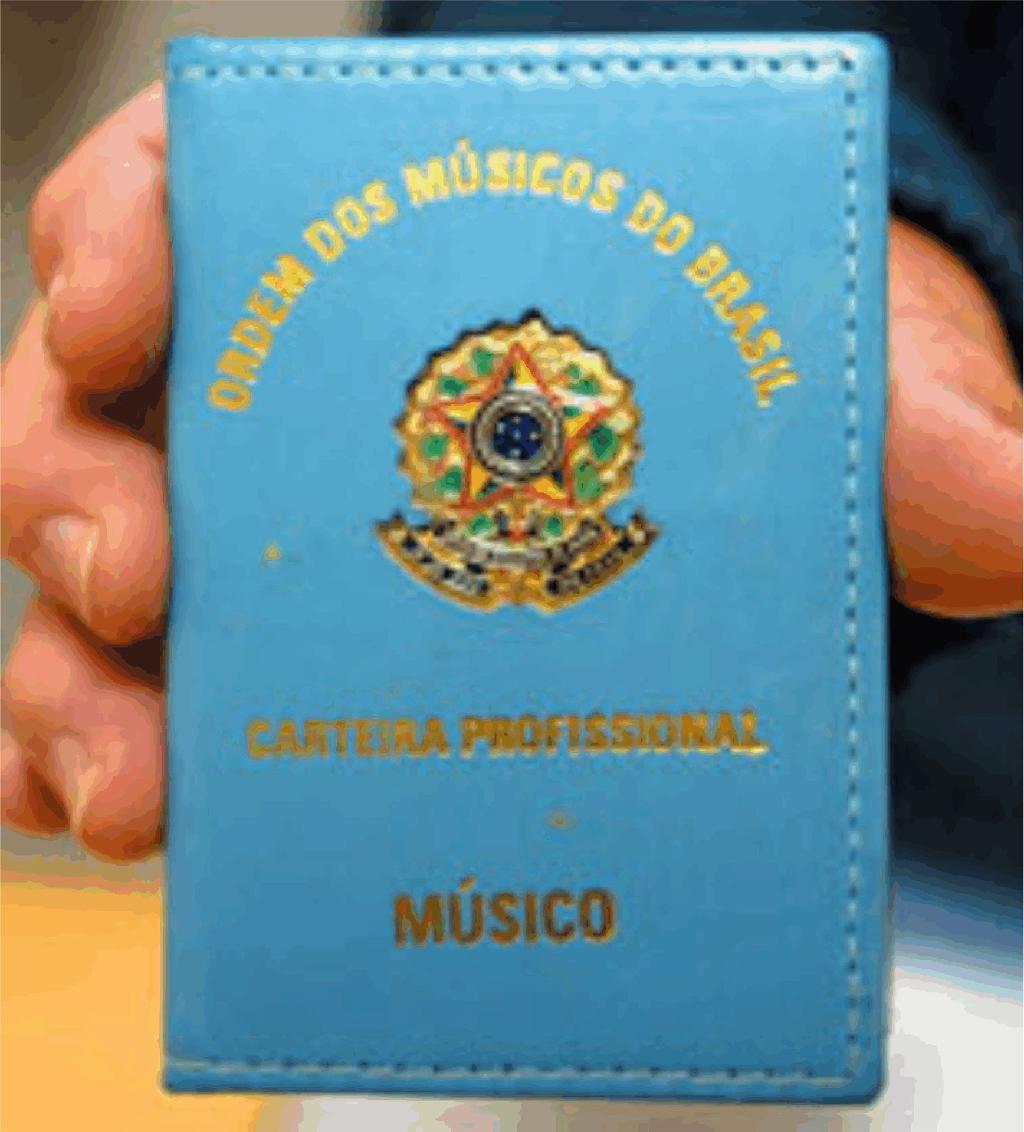 ORDEM DOS MÚSICOS DO BRASIL
CARTEIRA PROFISSIONAL
MÚSICO